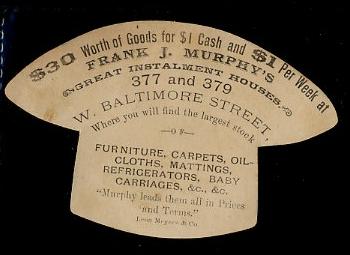 $30 Worth of Goods for $1 Cash and $1 Per Week at
FRANK J. MURPHY'S
GREAT INSTALMENT HOUSES.
377 and 379
W. BALTIMORE STREET,
Where you will find the largest stock
—OF—
FURNITURE, CARPETS, OIL-
CLOTHS, MATTINGS,
REFRIGERATORS, BABY
CARRIAGES, &c., &c.
"Murphy leads them all in Prices
and Terms."
& Co.